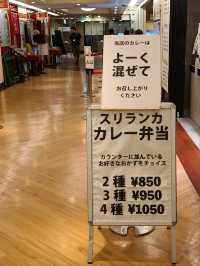 当店のカレーは
よーく
混ぜて
お召し上がり
ください
スリランカ
カレー弁当
カウンターに並んでいる
お好きなおかずをチョイス
2種 ¥850
3種 ¥950
4種 ¥1050